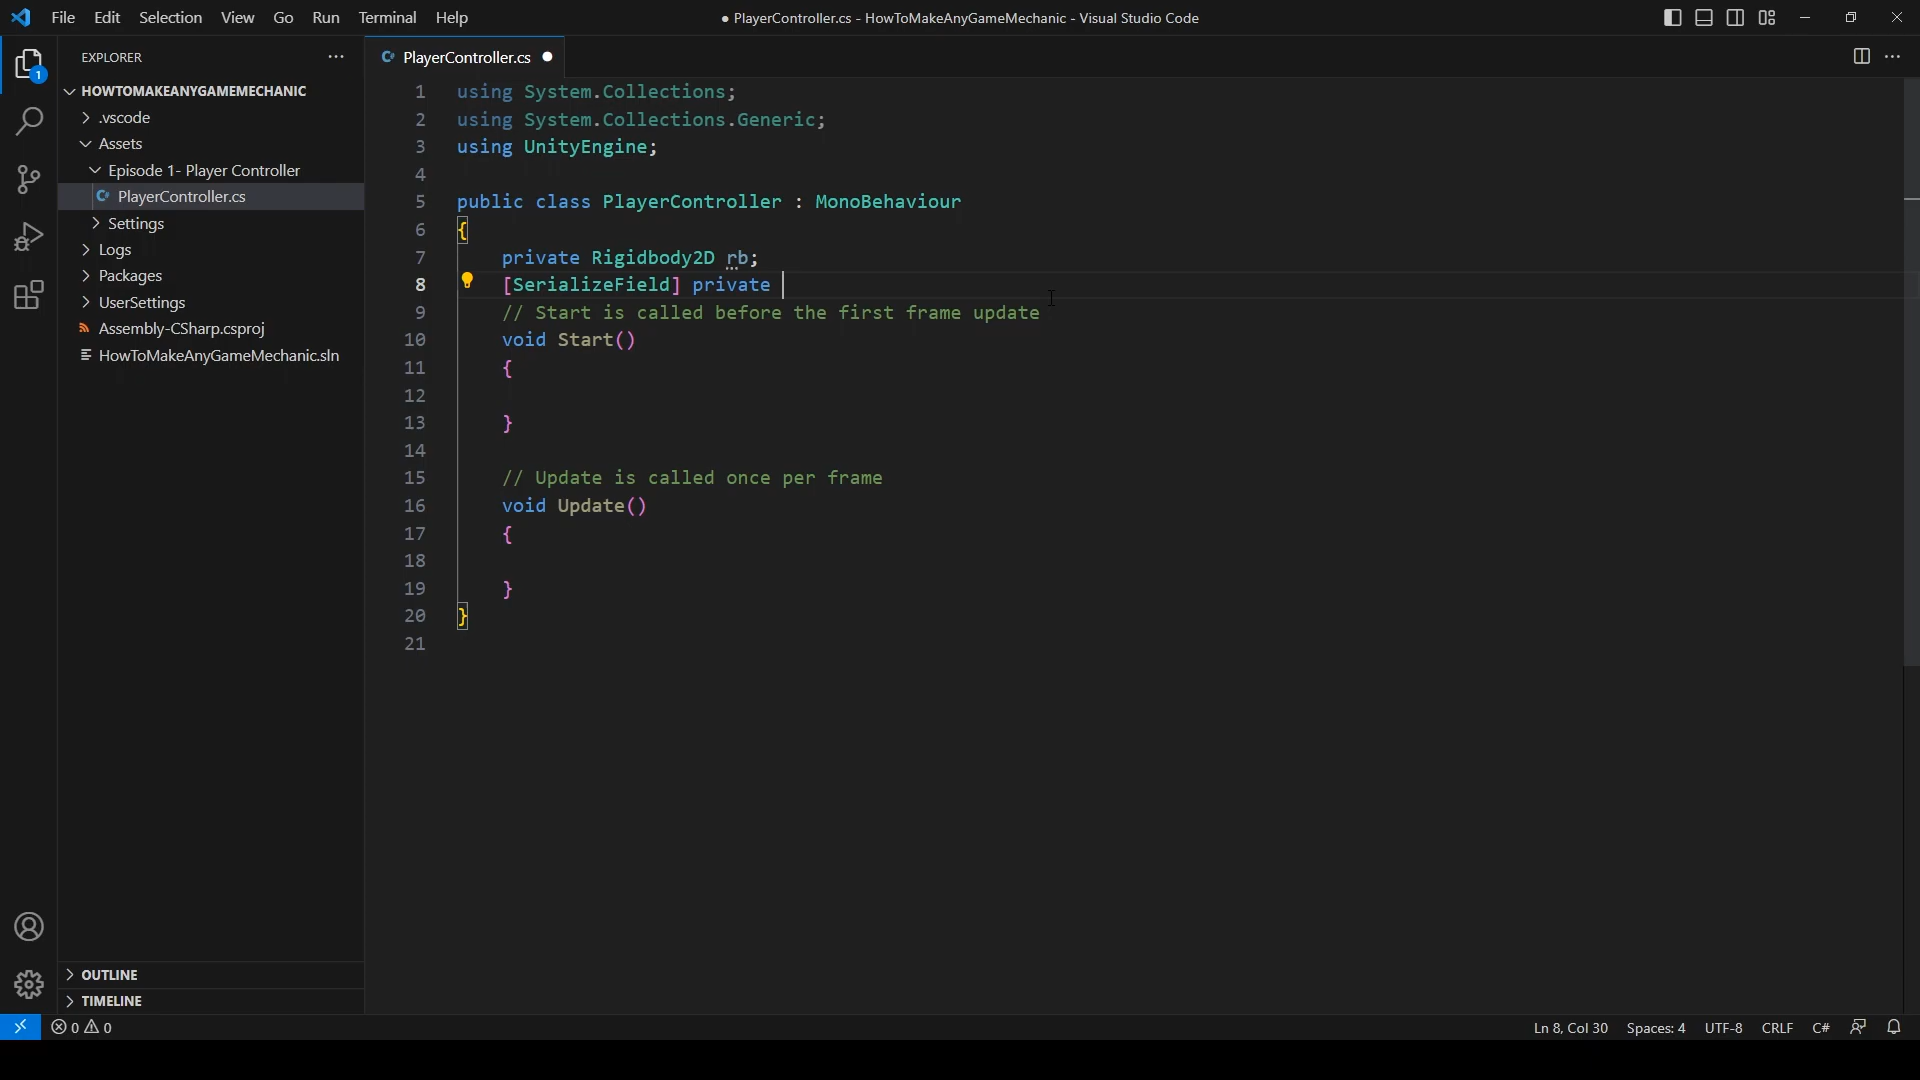 File Edit Selection View Go Run Terminal Help
● PlayerController.cs - HowToMakeAnyGameMechanic - Visual Studio Code
EXPLORER
1
HOWTOMAKEANYGAMEMECHANIC
.vscode
Assets
Episode 1- Player Controller
PlayerController.cs
Settings
Logs
Packages
UserSettings
Assembly-CSharp.csproj
HowToMakeAnyGameMechanic.sln
OUTLINE
TIMELINE
PlayerController.cs
1 using System.Collections;
2 using System.Collections.Generic;
3 using UnityEngine;
4
5 public class PlayerController : MonoBehaviour
6 {
7 private Rigidbody2D rb;
8 [SerializeField] private
9 // Start is called before the first frame update
10 void Start()
11 {
12
13 }
14
15 // Update is called once per frame
16 void Update()
17 {
18
19 }
20 }
21
0 0
Ln 8, Col 30 Spaces: 4 UTF-8 CRLF C#